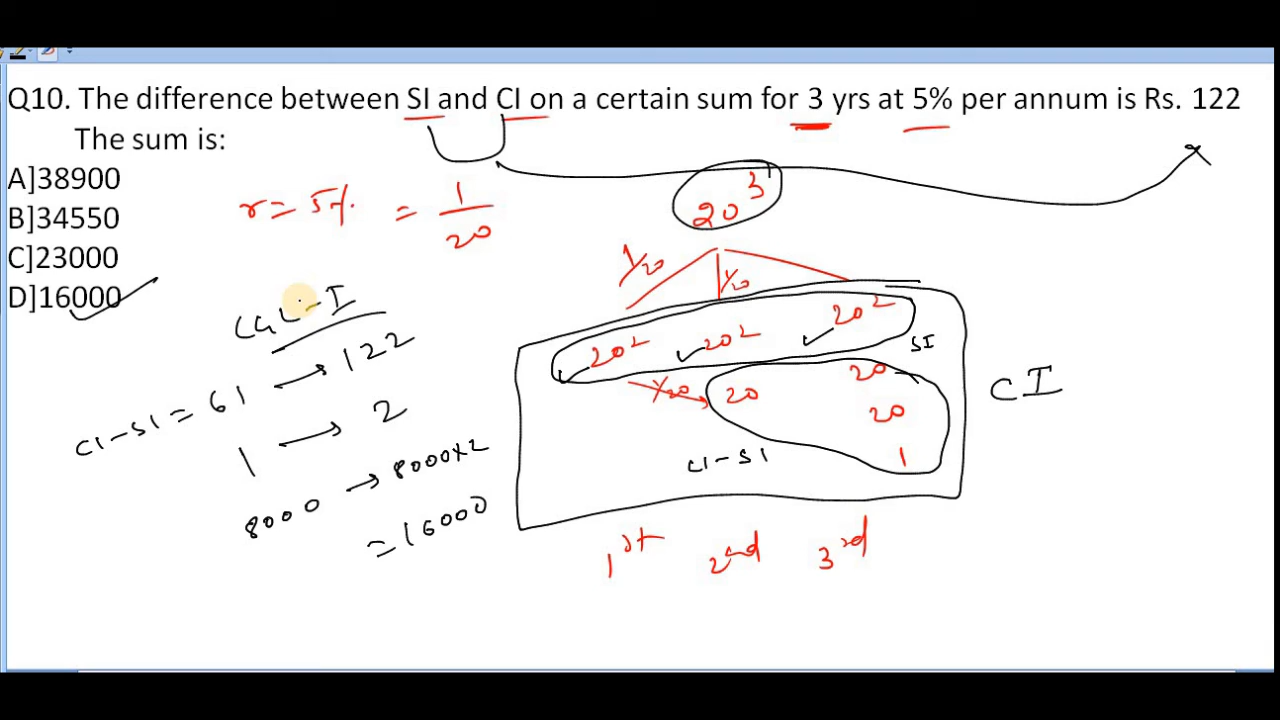 Q10. The difference between SI and CI on a certain sum for 3 yrs at 5% per annum is Rs. 122
The sum is:
A]38900
B]34550
C]23000
D]16000
r = 5% = 1/20
20³
1/20 1/20
20² 20² 20²
SI
1/20 20 20
20
1
CI-SI
CI
1st 2nd 3rd
CGL-I
CI-SI = 61 → 122
1 → 2
8000 → 8000x2
= 16000